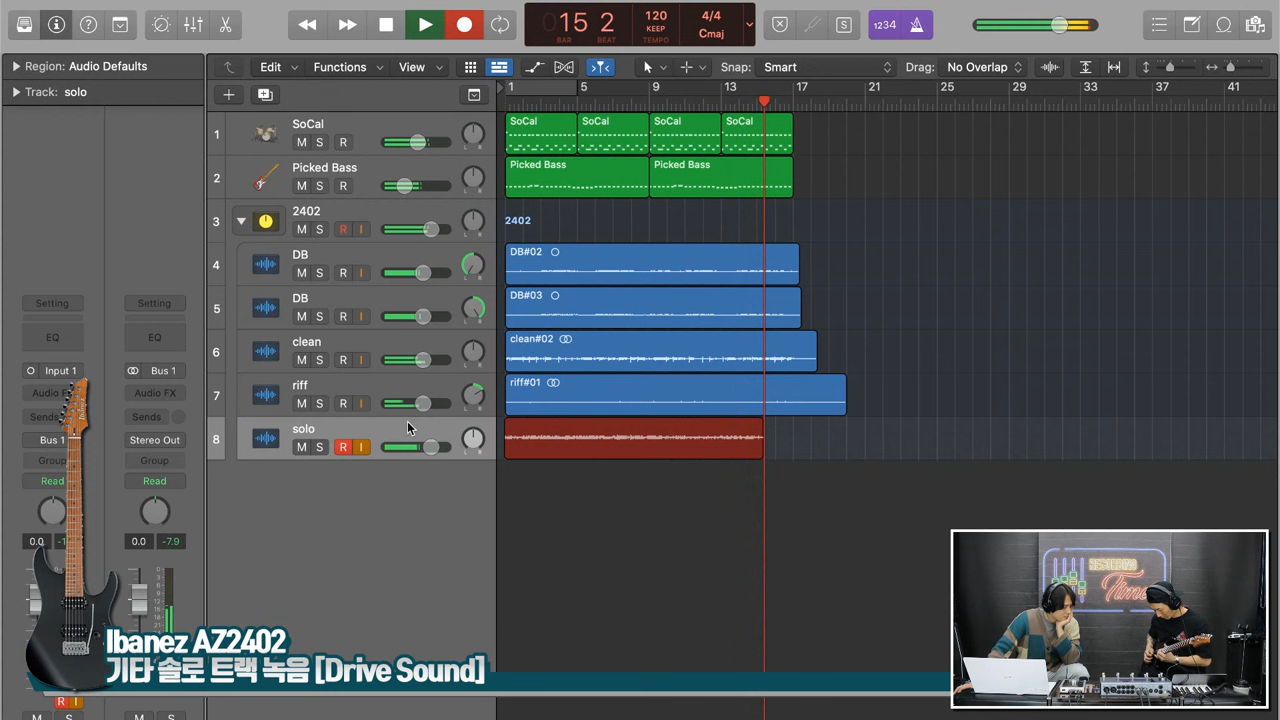 15 2
BAR BEAT
120
KEEP
TEMPO
4/4
Cmaj
1234
Region: Audio Defaults
Track: solo
Edit Functions View
Snap: Smart
Drag: No Overlap
1 5 9 13 17 21 25 29 33 37 41
1 SoCal
M S R
SoCal SoCal SoCal SoCal
2 Picked Bass
M S R
Picked Bass Picked Bass
3 2402
M S R I
2402
4 DB
M S R I
DB#02
5 DB
M S R I
DB#03
6 clean
M S R I
clean#02
7 riff
M S R I
riff#01
8 solo
M S R I
Setting Setting
EQ EQ
Input 1 Bus 1
Audio FX
Sends Sends
Bus 1 Stereo Out
Group Group
Read Read
0.0 0.0 -7.9
R I
M S
Ibanez AZ2402
기타 솔로 트랙 녹음 [Drive Sound]
Time